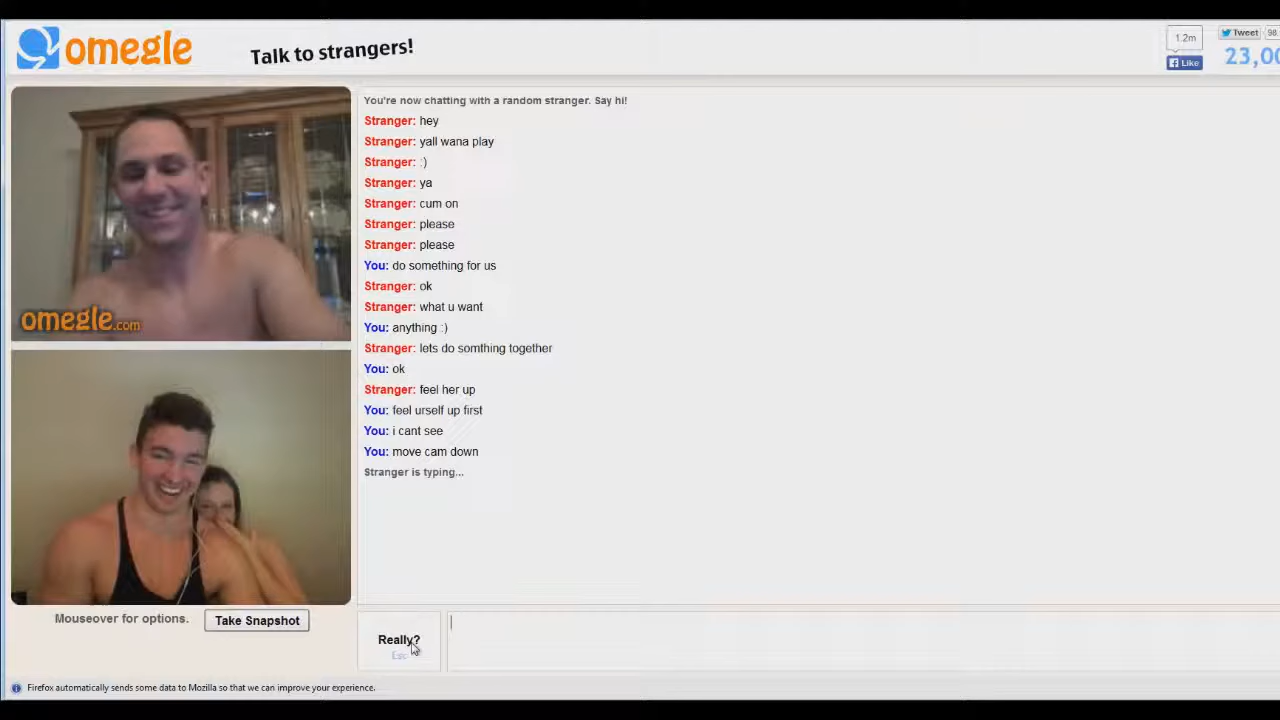 omegle
Talk to strangers!
1.2m
Like
Tweet
98
23,00
You're now chatting with a random stranger. Say hi!
Stranger: hey
Stranger: yall wana play
Stranger: :)
Stranger: ya
Stranger: cum on
Stranger: please
Stranger: please
You: do something for us
Stranger: ok
Stranger: what u want
You: anything :)
Stranger: lets do somthing together
You: ok
Stranger: feel her up
You: feel urself up first
You: i cant see
You: move cam down
Stranger is typing...
omegle.com
Mouseover for options.
Take Snapshot
Really?
Esc
Firefox automatically sends some data to Mozilla so that we can improve your experience.